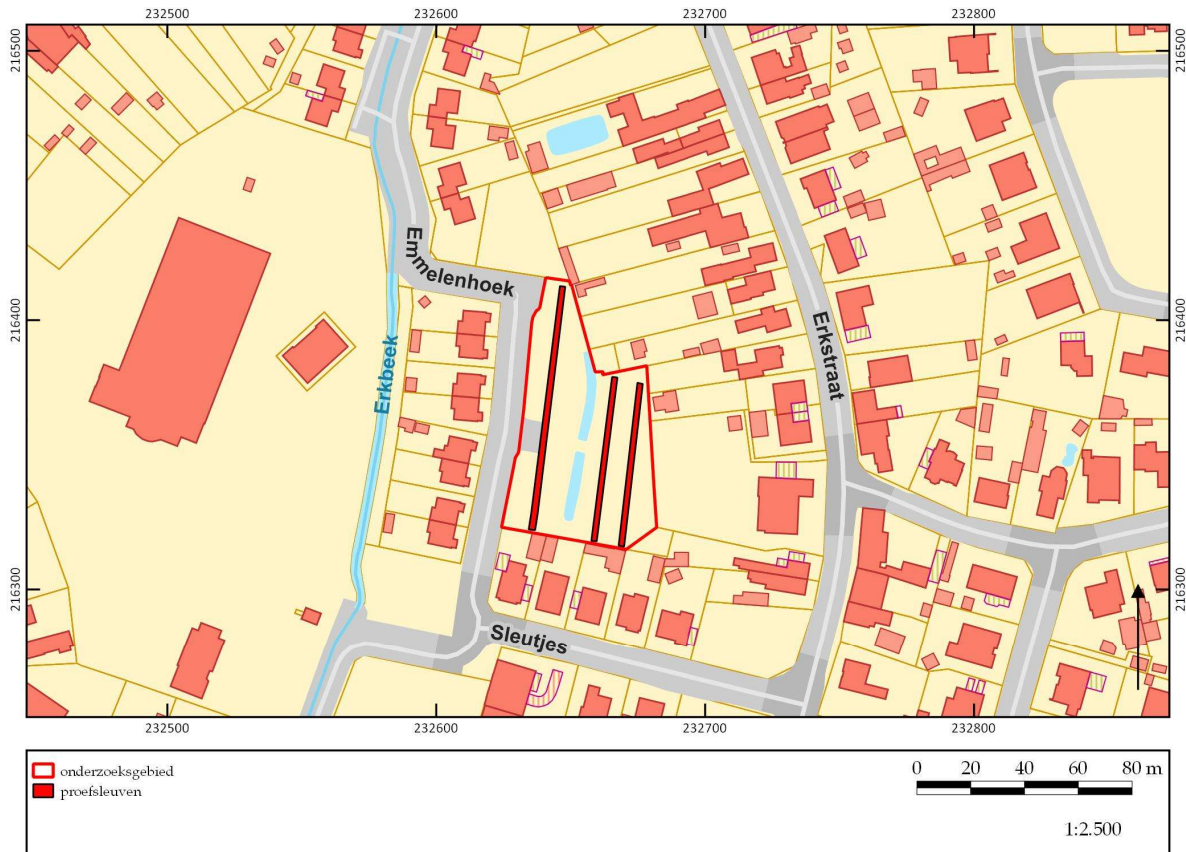 232500 232600 232700 232800
216500 216500
Emmelenhoek
216400 216400
Erkstraat
Erkbeek
216300 216300
Sleutjes
232500 232600 232700 232800
onderzoeksgebied
proefsleuven
0 20 40 60 80 m
1:2.500